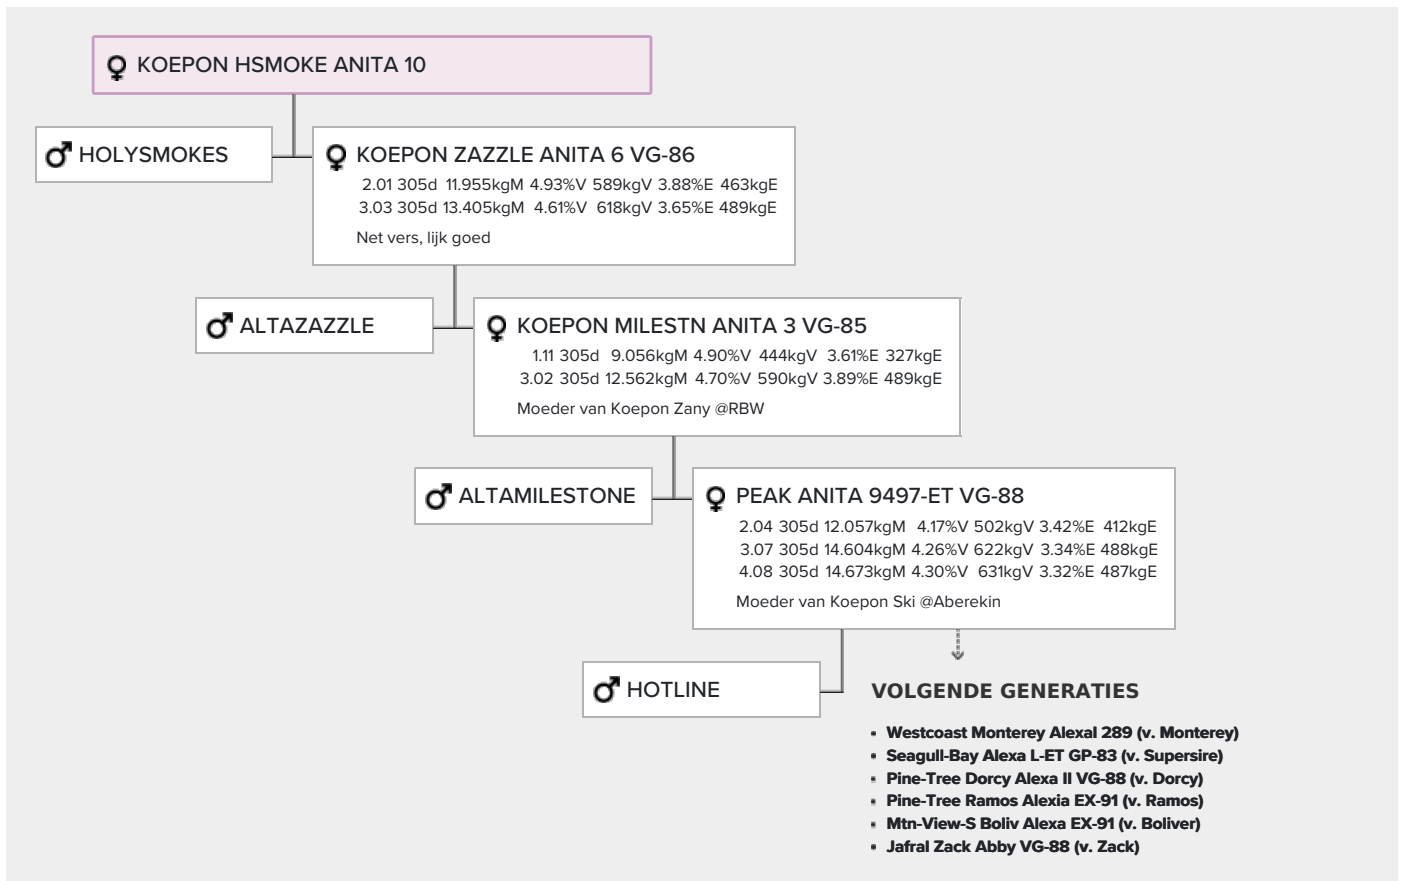 KOEPON HSMOKE ANITA 10
HOLYSMOKES
KOEPON ZAZZLE ANITA 6 VG-86
2.01 305d 11.955kgM 4.93%V 589kgV 3.88%E 463kgE
3.03 305d 13.405kgM 4.61%V 618kgV 3.65%E 489kgE
Net vers, lijk goed
ALTAZAZZLE
KOEPON MILESTN ANITA 3 VG-85
1.11 305d 9.056kgM 4.90%V 444kgV 3.61%E 327kgE
3.02 305d 12.562kgM 4.70%V 590kgV 3.89%E 489kgE
Moeder van Koepon Zany @RBW
ALTAMILESTONE
PEAK ANITA 9497-ET VG-88
2.04 305d 12.057kgM 4.17%V 502kgV 3.42%E 412kgE
3.07 305d 14.604kgM 4.26%V 622kgV 3.34%E 488kgE
4.08 305d 14.673kgM 4.30%V 631kgV 3.32%E 487kgE
Moeder van Koepon Ski @Aberekin
HOTLINE
VOLGENDE GENERATIES
Westcoast Monterey Alexal 289 (v. Monterey)
Seagull-Bay Alexa L-ET GP-83 (v. Supersire)
Pine-Tree Dorcy Alexa II VG-88 (v. Dorcy)
Pine-Tree Ramos Alexia EX-91 (v. Ramos)
Mtn-View-S Boliv Alexa EX-91 (v. Boliver)
Jafral Zack Abby VG-88 (v. Zack)